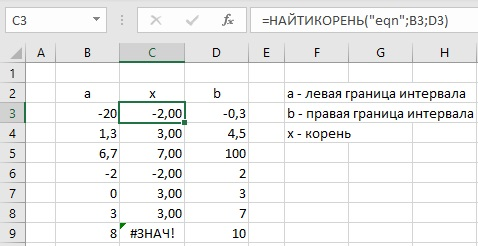 C3 =НАЙТИКОРЕНЬ("eqn";B3;D3)
A B C D E F G H
1
2 a x b a - левая граница интервала
3 -20 -2,00 -0,3 b - правая граница интервала
4 1,3 3,00 4,5 x - корень
5 6,7 7,00 100
6 -2 -2,00 2
7 0 3,00 3
8 3 3,00 7
9 8 #ЗНАЧ! 10